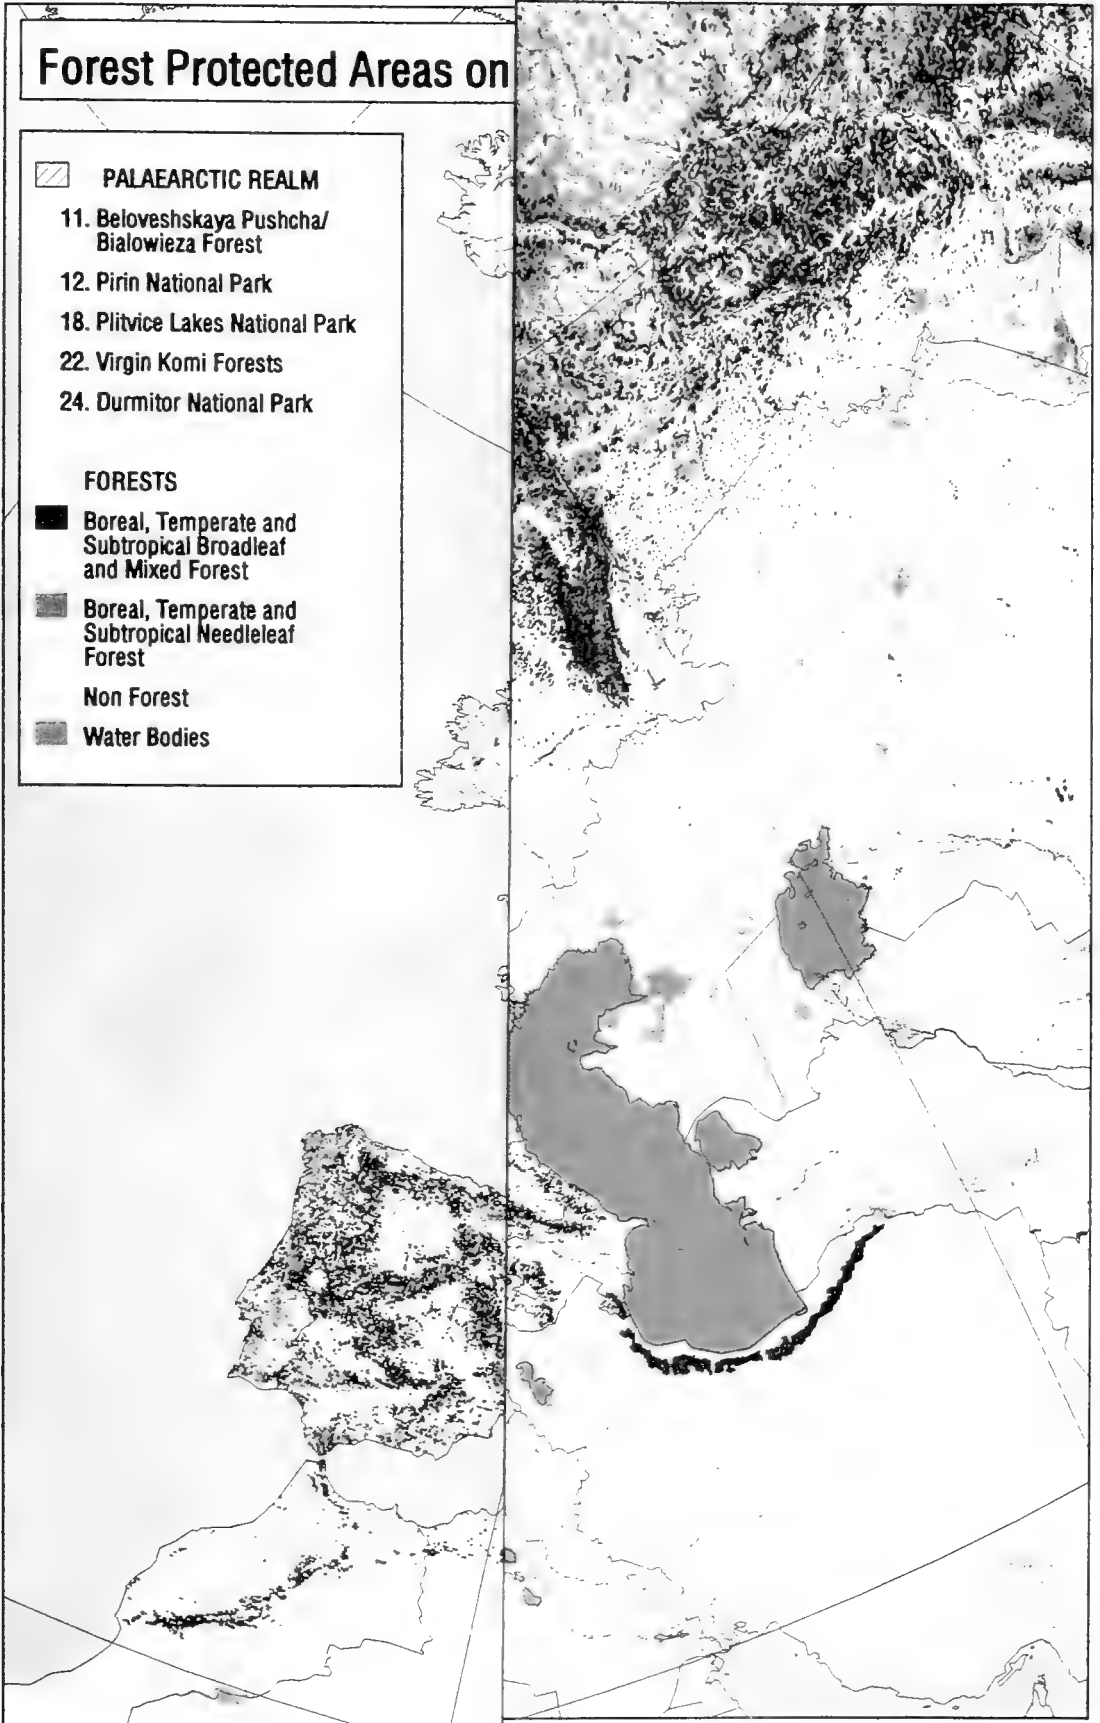 Forest Protected Areas on
PALAEARCTIC REALM
11. Beloveshskaya Pushcha/
Bialowieza Forest
12. Pirin National Park
18. Plitvice Lakes National Park
22. Virgin Komi Forests
24. Durmitor National Park
FORESTS
Boreal, Temperate and
Subtropical Broadleaf
and Mixed Forest
Boreal, Temperate and
Subtropical Needleleaf
Forest
Non Forest
Water Bodies